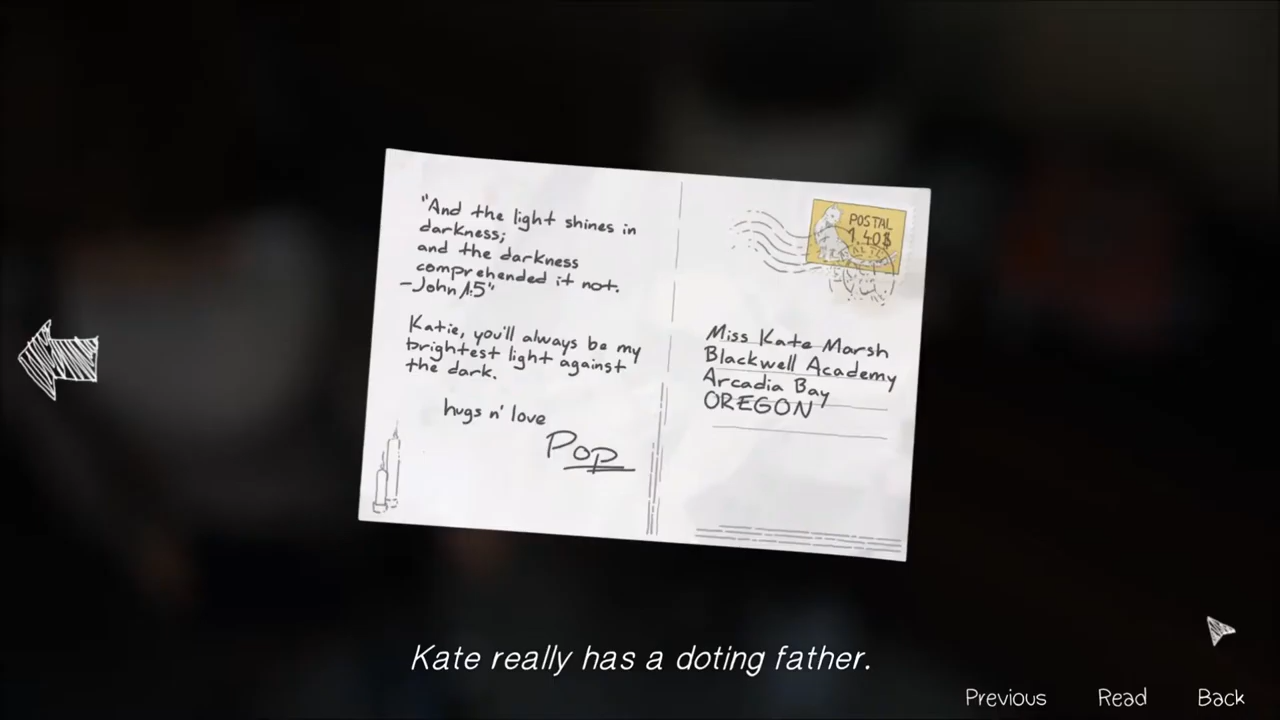 "And the light shines in
darkness;
and the darkness
comprehended it not.
-John 1:5"
Katie, you'll always be my
brightest light against
the dark.
hugs n' love
Pop
POSTAL
1.40$
Miss Kate Marsh
Blackwell Academy
Arcadia Bay
OREGON
Kate really has a doting father.
Previous
Read
Back